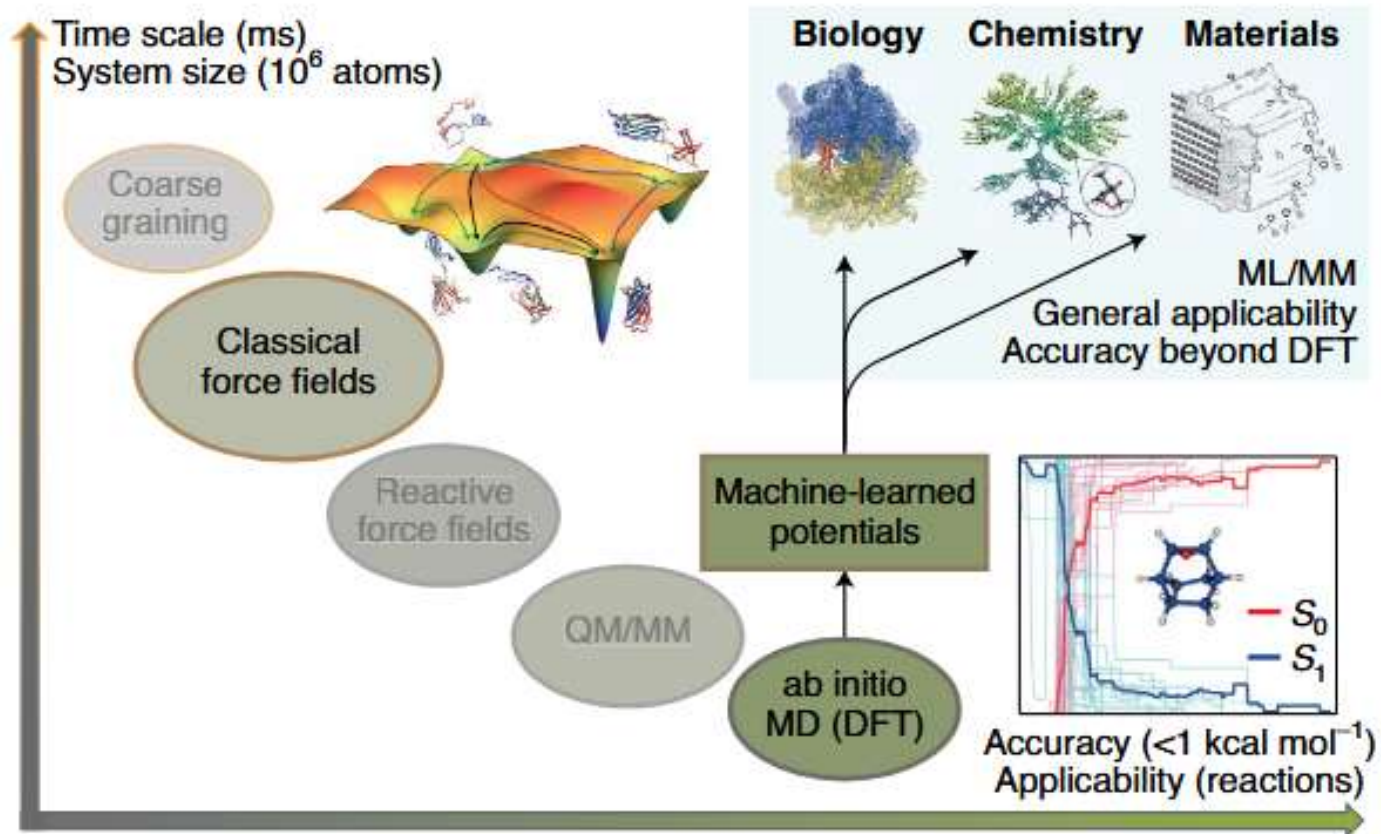 Time scale (ms)
System size (10⁶ atoms)
Biology
Chemistry
Materials
Coarse
graining
Classical
force fields
Reactive
force fields
QM/MM
ab initio
MD (DFT)
Machine-learned
potentials
ML/MM
General applicability
Accuracy beyond DFT
S₀
S₁
Accuracy (<1 kcal mol⁻¹)
Applicability (reactions)